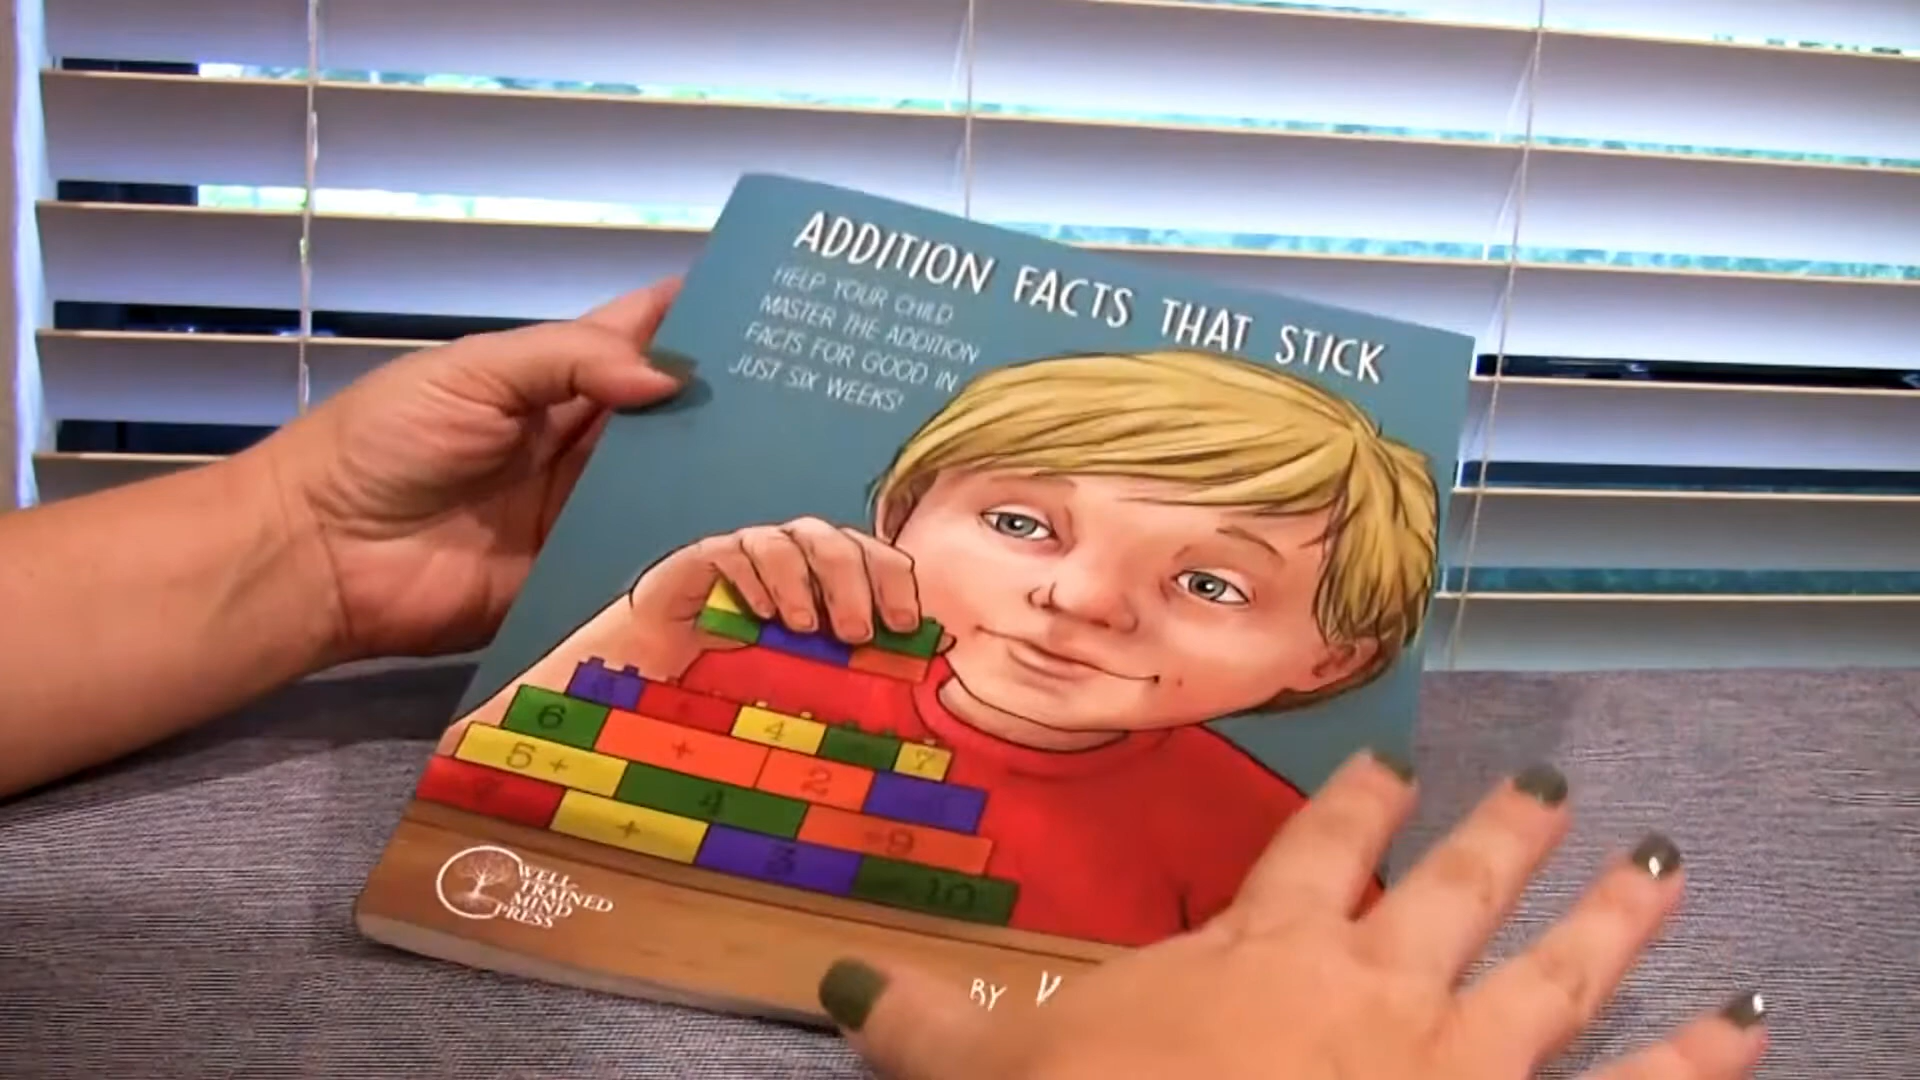 ADDITION FACTS THAT STICK
HELP YOUR CHILD
MASTER THE ADDITION
FACTS FOR GOOD IN
JUST SIX WEEKS!
4
7
6 + 2
5 + 4 =9
+ 3 10
WELL-
TRAINED
MIND
PRESS
BY